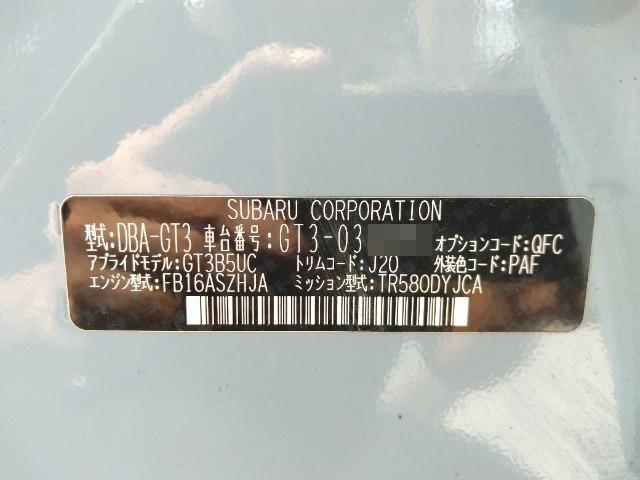 SUBARU CORPORATION
型式:DBA-GT3 車台番号:GT3-03 オプションコード:QFC
アプライドモデル:GT3B5UC トリムコード:J20 外装色コード:PAF
エンジン型式:FB16ASZHJA ミッション型式:TR580DYJCA